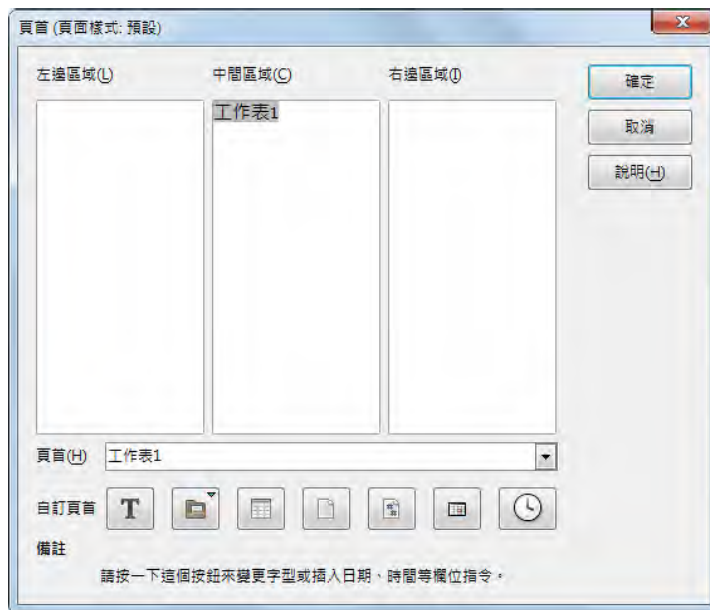 頁首 (頁面樣式: 預設)
左邊區域(L) 中間區域(C) 右邊區域(I)
確定
工作表1
取消
說明(H)
頁首(H) 工作表1
自訂頁首 T
備註
請按一下這個按鈕來變更字型或插入日期、時間等欄位指令。